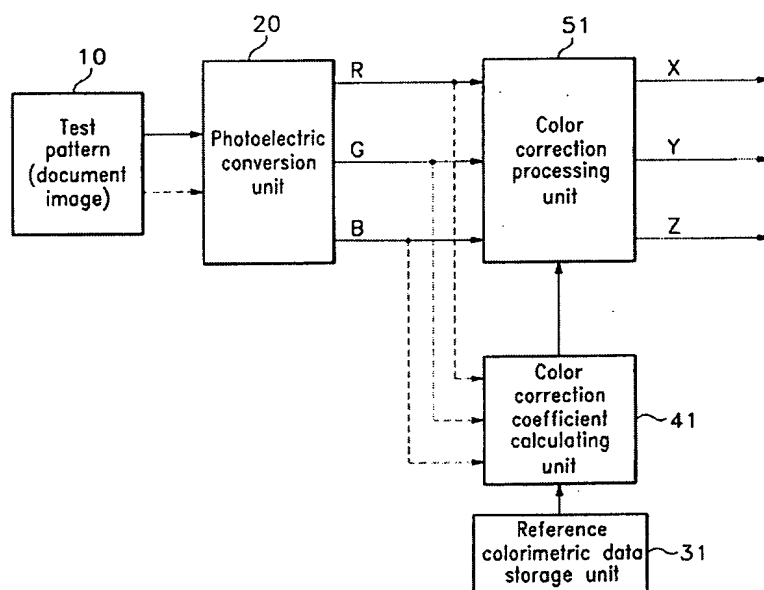 10
Test
pattern
(document
image)
20
Photoelectric
conversion
unit
R
G
B
51
Color
correction
processing
unit
X
Y
Z
Color
correction
coefficient
calculating
unit
41
Reference
colorimetric data
storage unit
31